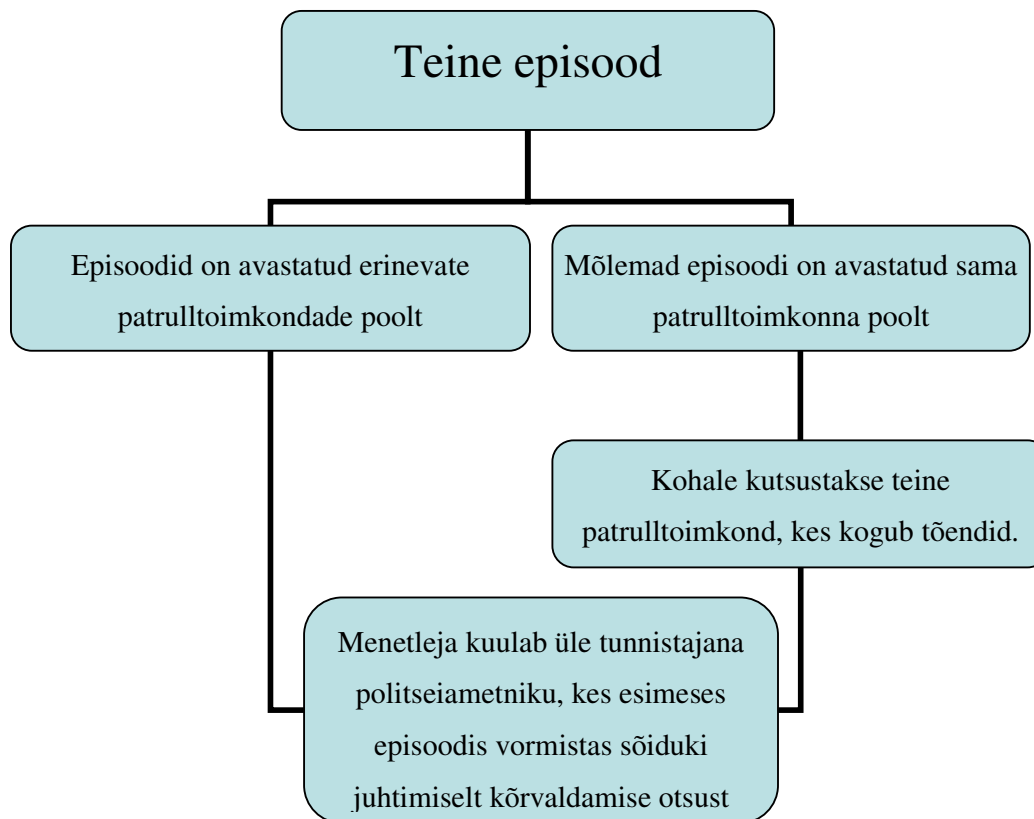 Teine episood
Episoodid on avastatud erinevate
patrulltoimkondade poolt
Mõlemad episoodi on avastatud sama
patrulltoimkonna poolt
Kohale kutsustakse teine
patrulltoimkond, kes kogub tõendid.
Menetleja kuulab üle tunnistajana
politseiametniku, kes esimeses
episoodis vormistas sõiduki
juhtimiselt kõrvaldamise otsust